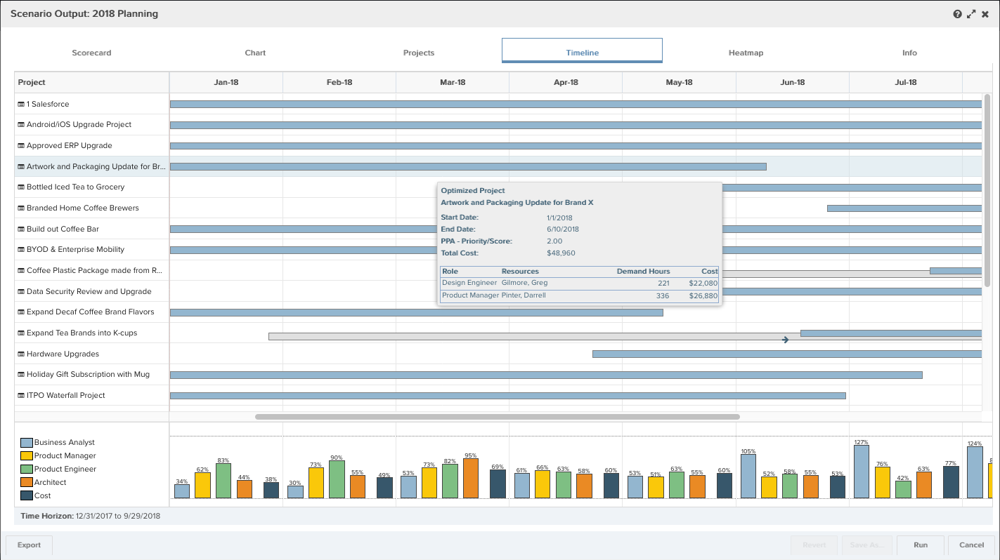 Scenario Output: 2018 Planning
Scorecard Chart Projects Timeline Heatmap Info
Project Jan-18 Feb-18 Mar-18 Apr-18 May-18 Jun-18 Jul-18
1 Salesforce
Android/iOS Upgrade Project
Approved ERP Upgrade
Artwork and Packaging Update for Br...
Bottled Iced Tea to Grocery
Branded Home Coffee Brewers
Build out Coffee Bar
BYOD & Enterprise Mobility
Coffee Plastic Package made from R...
Data Security Review and Upgrade
Expand Decaf Coffee Brand Flavors
Expand Tea Brands into K-cups
Hardware Upgrades
Holiday Gift Subscription with Mug
ITPO Waterfall Project
Optimized Project
Artwork and Packaging Update for Brand X
Start Date: 1/1/2018
End Date: 6/10/2018
PPA - Priority/Score: 2.00
Total Cost: $48,960
Role Resources Demand Hours Cost
Design Engineer Gilmore, Greg 221 $22,080
Product Manager Pinter, Darrell 336 $26,880
Business Analyst
Product Manager
Product Engineer
Architect
Cost
34% 62% 83% 44% 38%
30% 73% 90% 55% 49%
53% 73% 82% 95% 69%
61% 66% 63% 58% 60%
53% 51% 63% 55% 60%
105% 52% 58% 55% 53%
127% 76% 42% 63% 77%
124%
Time Horizon: 12/31/2017 to 9/29/2018
Export Revert Save As... Run Cancel